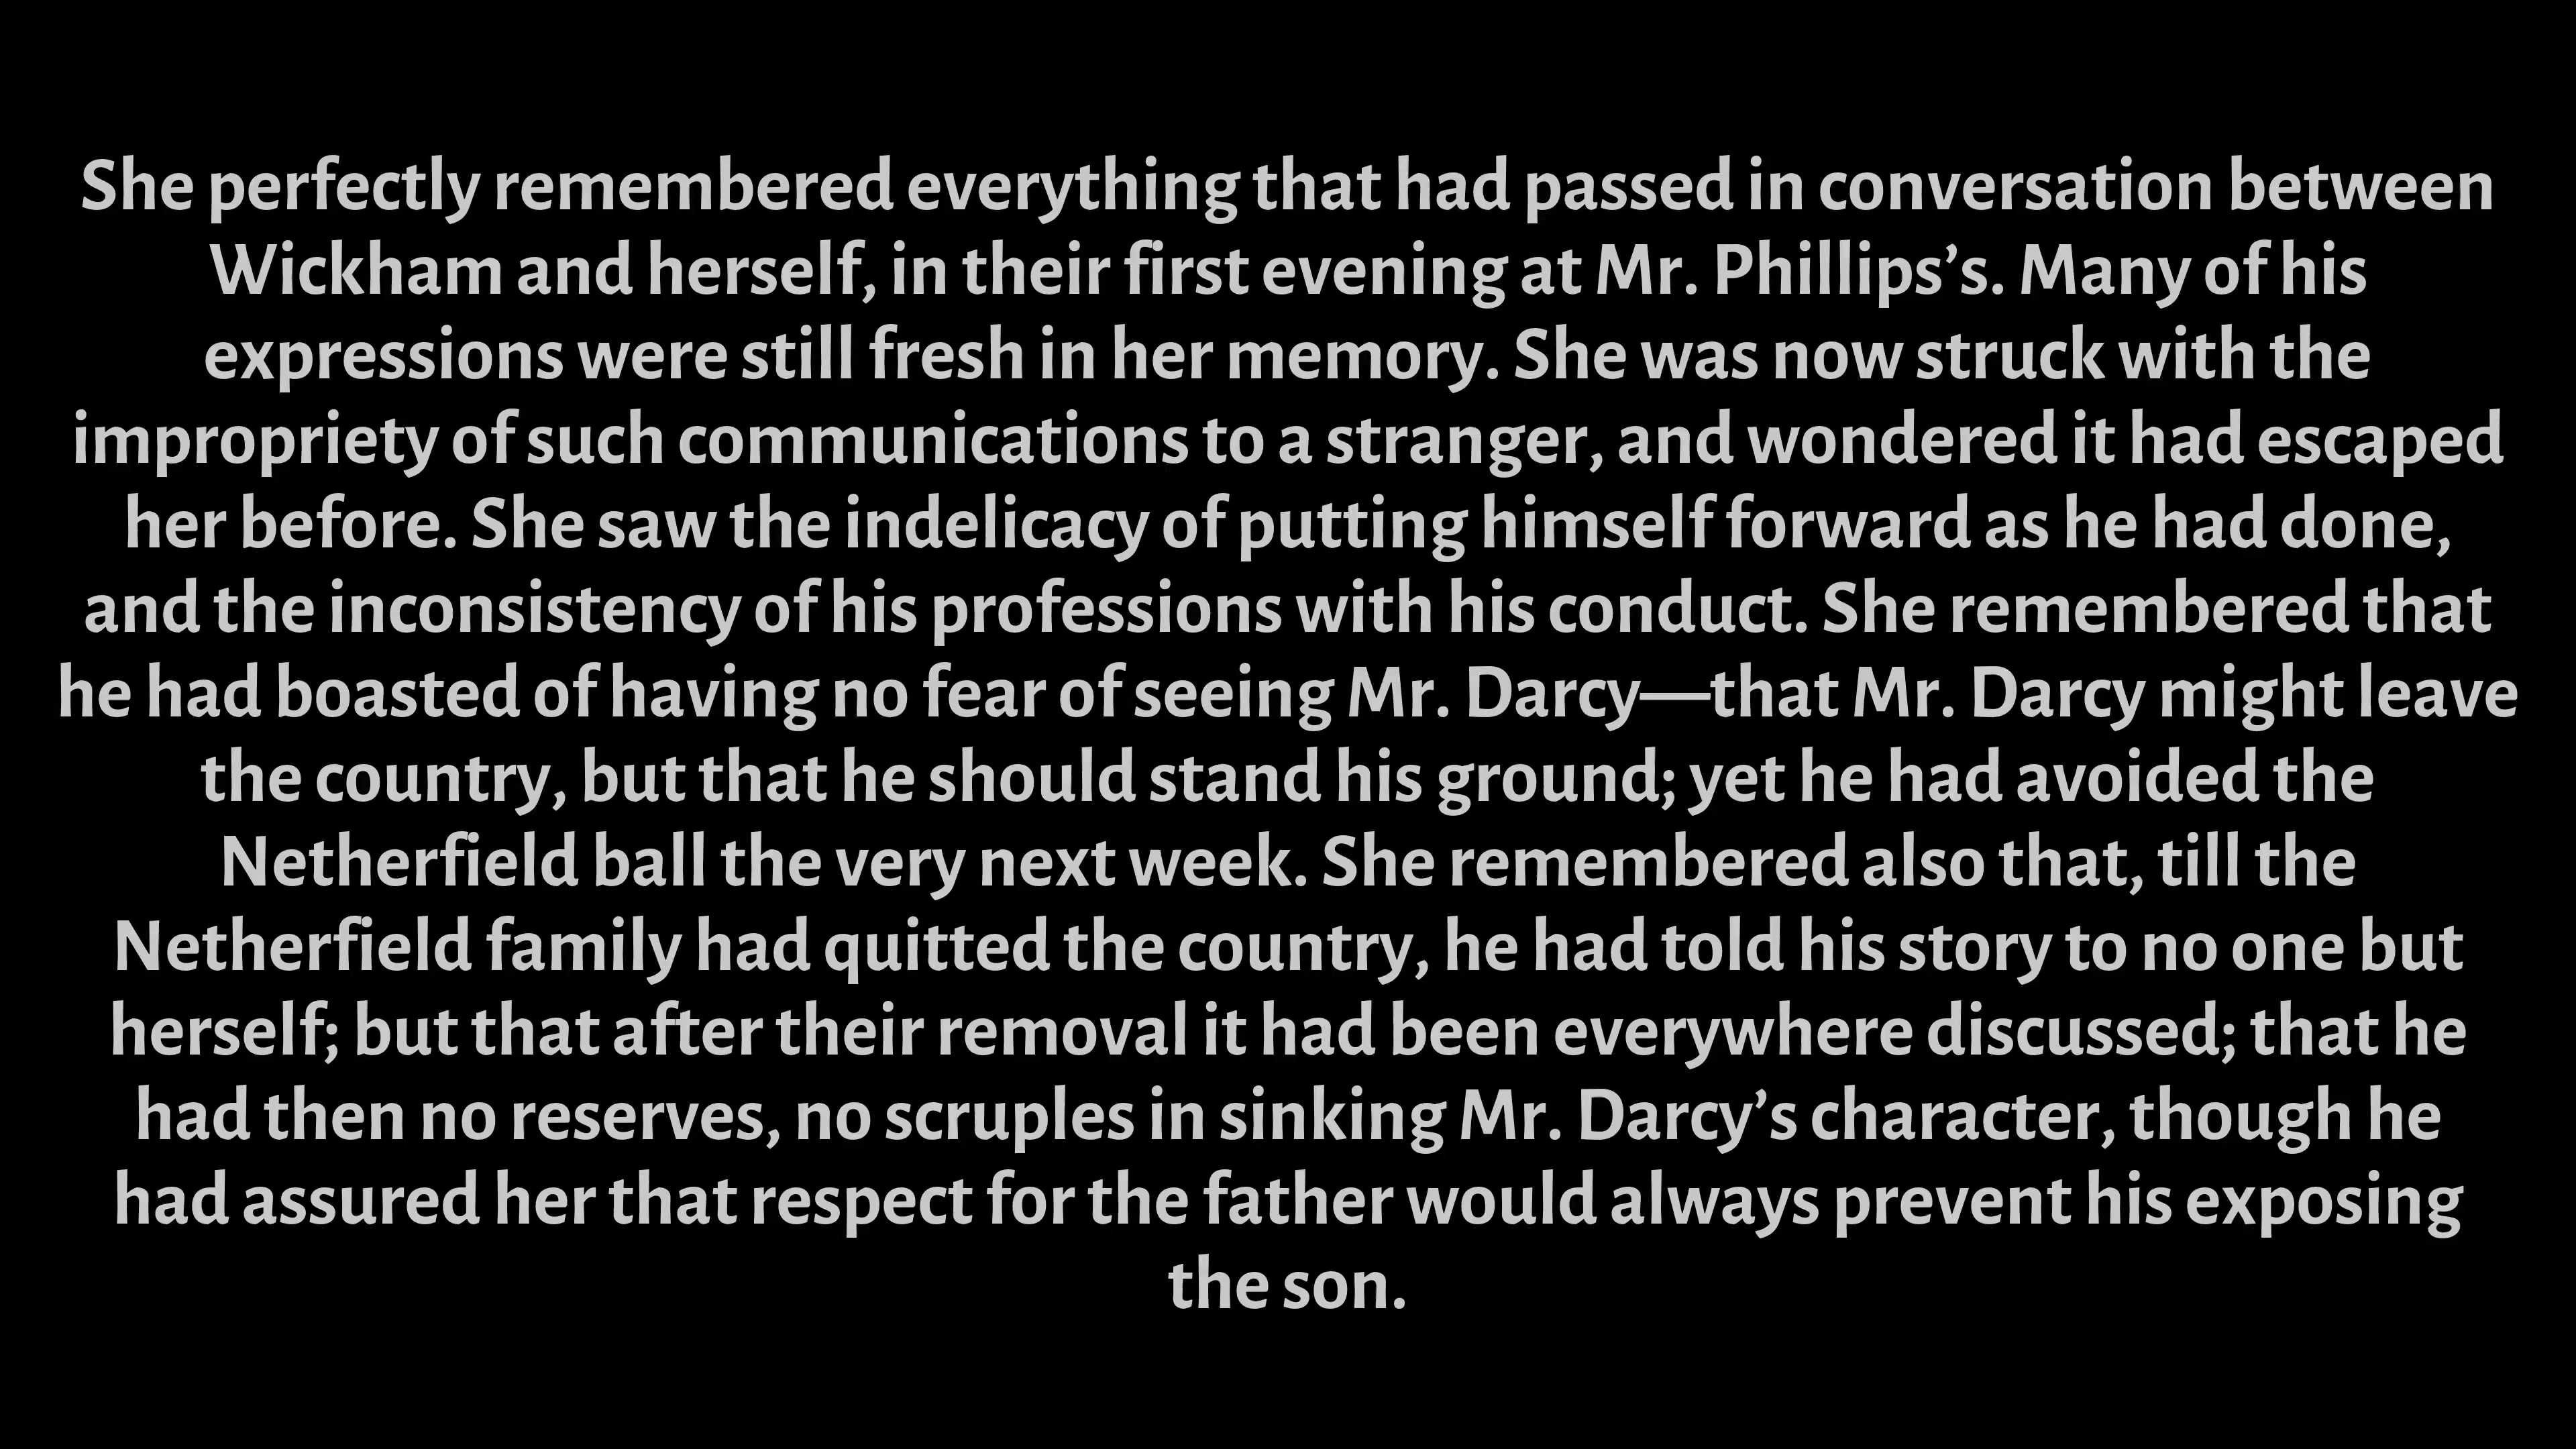 She perfectly remembered everything that had passed in conversation between
Wickham and herself, in their first evening at Mr. Phillips’s. Many of his
expressions were still fresh in her memory. She was now struck with the
impropriety of such communications to a stranger, and wondered it had escaped
her before. She saw the indelicacy of putting himself forward as he had done,
and the inconsistency of his professions with his conduct. She remembered that
he had boasted of having no fear of seeing Mr. Darcy—that Mr. Darcy might leave
the country, but that he should stand his ground; yet he had avoided the
Netherfield ball the very next week. She remembered also that, till the
Netherfield family had quitted the country, he had told his story to no one but
herself; but that after their removal it had been everywhere discussed; that he
had then no reserves, no scruples in sinking Mr. Darcy’s character, though he
had assured her that respect for the father would always prevent his exposing
the son.